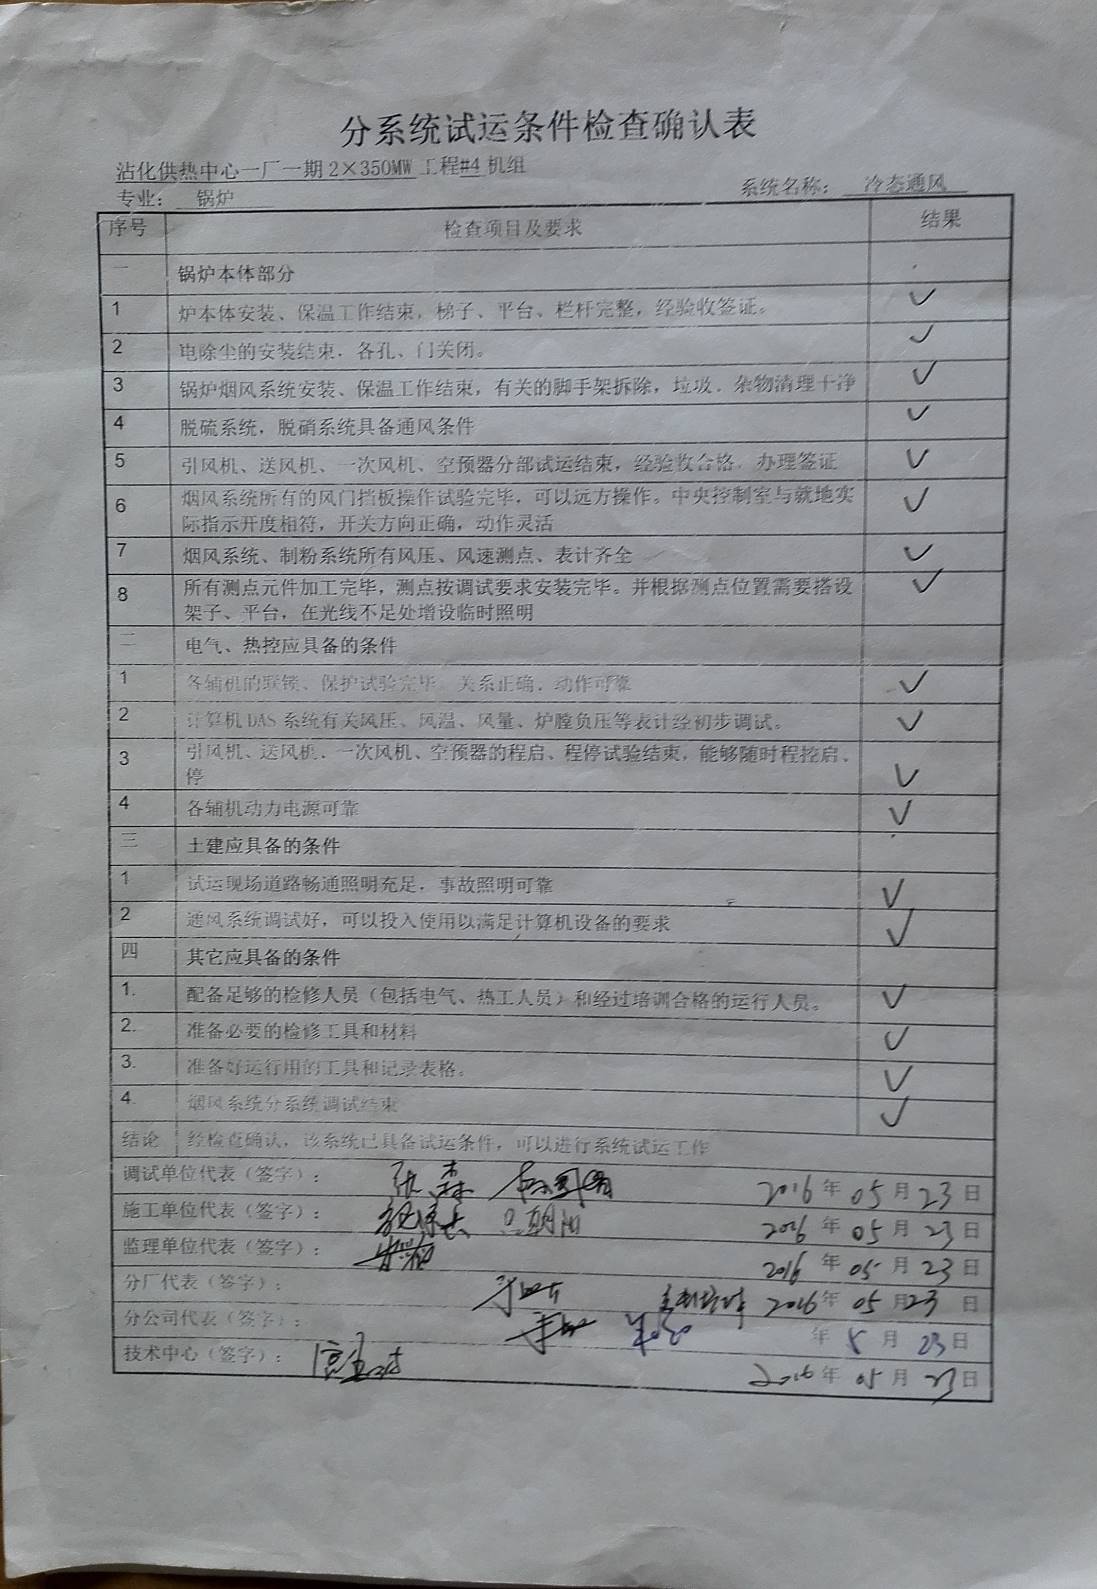 分系统试运条件检查确认表
沾化供热中心一厂一期2×350MW工程#4机组
专业： 锅炉 系统名称： 冷态通风
序号 检查项目及要求 结果
一 锅炉本体部分
1 炉本体安装、保温工作结束，梯子、平台、栏杆完整，经验收签证。 ✓
2 电除尘的安装结束．各孔、门关闭。 ✓
3 锅炉烟风系统安装、保温工作结束，有关的脚手架拆除，垃圾．杂物清理干净 ✓
4 脱硫系统，脱硝系统具备通风条件 ✓
5 引风机、送风机、一次风机、空预器分部试运结束，经验收合格．办理签证 ✓
6 烟风系统所有的风门挡板操作试验完毕．可以远方操作。中央控制室与就地实
际指示开度相符，开关方向正确，动作灵活 ✓
7 烟风系统、制粉系统所有风压、风速测点、表计齐全 ✓
8 所有测点元件加工完毕，测点按调试要求安装完毕。并根据测点位置需要搭设
架子、平台，在光线不足处增设临时照明 ✓
二 电气、热控应具备的条件
1 各辅机的联锁、保护试验完毕．关系正确．动作可靠 ✓
2 计算机DAS系统有关风压、风温、风量、炉膛负压等表计经初步调试。 ✓
3 引风机、送风机．一次风机、空预器的程启、程停试验结束，能够随时程控启、
停 ✓
4 各辅机动力电源可靠 ✓
三 土建应具备的条件
1 试运现场道路畅通照明充足．事故照明可靠 ✓
2 通风系统调试好，可以投入使用以满足计算机设备的要求 ✓
四 其它应具备的条件
1. 配备足够的检修人员（包括电气、热工人员）和经过培训合格的运行人员。 ✓
2. 准备必要的检修工具和材料 ✓
3. 准备好运行用的工具和记录表格。 ✓
4. 烟风系统分系统调试结束 ✓
结论 经检查确认，该系统已具备试运条件，可以进行系统试运工作
调试单位代表（签字）： 张森 2016年05月23日
施工单位代表（签字）： 2016年05月23日
监理单位代表（签字）： 2016年05月23日
分厂代表（签字）： 2016年05月23日
分公司代表（签字）： 年5月23日
技术中心（签字）： 2016年05月23日